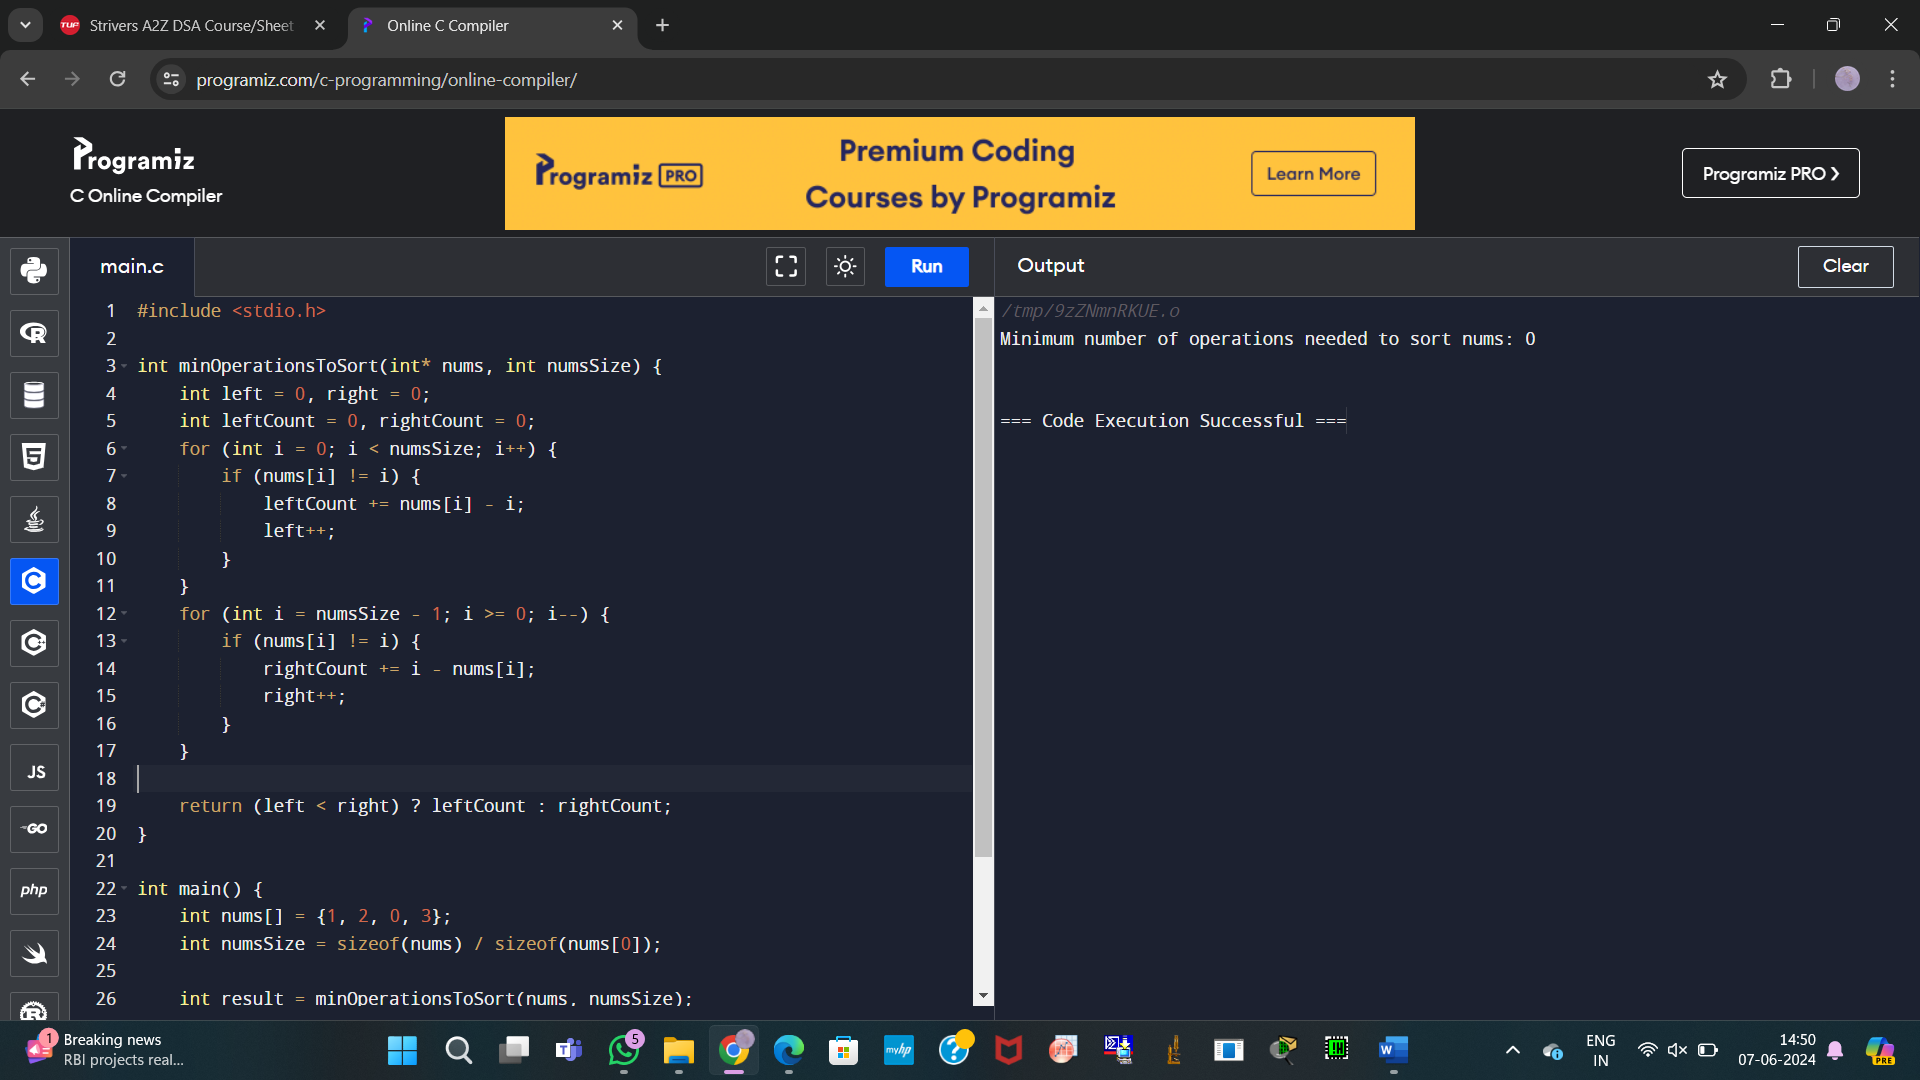 Strivers A2Z DSA Course/Sheet
Online C Compiler
programiz.com/c-programming/online-compiler/
Programiz
C Online Compiler
Programiz PRO
Premium Coding
Courses by Programiz
Learn More
Programiz PRO ❯
main.c
Run
Output
Clear
1 #include <stdio.h>
2
3 int minOperationsToSort(int* nums, int numsSize) {
4     int left = 0, right = 0;
5     int leftCount = 0, rightCount = 0;
6     for (int i = 0; i < numsSize; i++) {
7         if (nums[i] != i) {
8             leftCount += nums[i] - i;
9             left++;
10         }
11     }
12     for (int i = numsSize - 1; i >= 0; i--) {
13         if (nums[i] != i) {
14             rightCount += i - nums[i];
15             right++;
16         }
17     }
18
19     return (left < right) ? leftCount : rightCount;
20 }
21
22 int main() {
23     int nums[] = {1, 2, 0, 3};
24     int numsSize = sizeof(nums) / sizeof(nums[0]);
25
26     int result = minOperationsToSort(nums, numsSize);
/tmp/9zZNmnRKUE.o
Minimum number of operations needed to sort nums: 0
=== Code Execution Successful ===
JS
GO
php
1
Breaking news
RBI projects real...
5
myhp
ENG
IN
14:50
07-06-2024
PRE